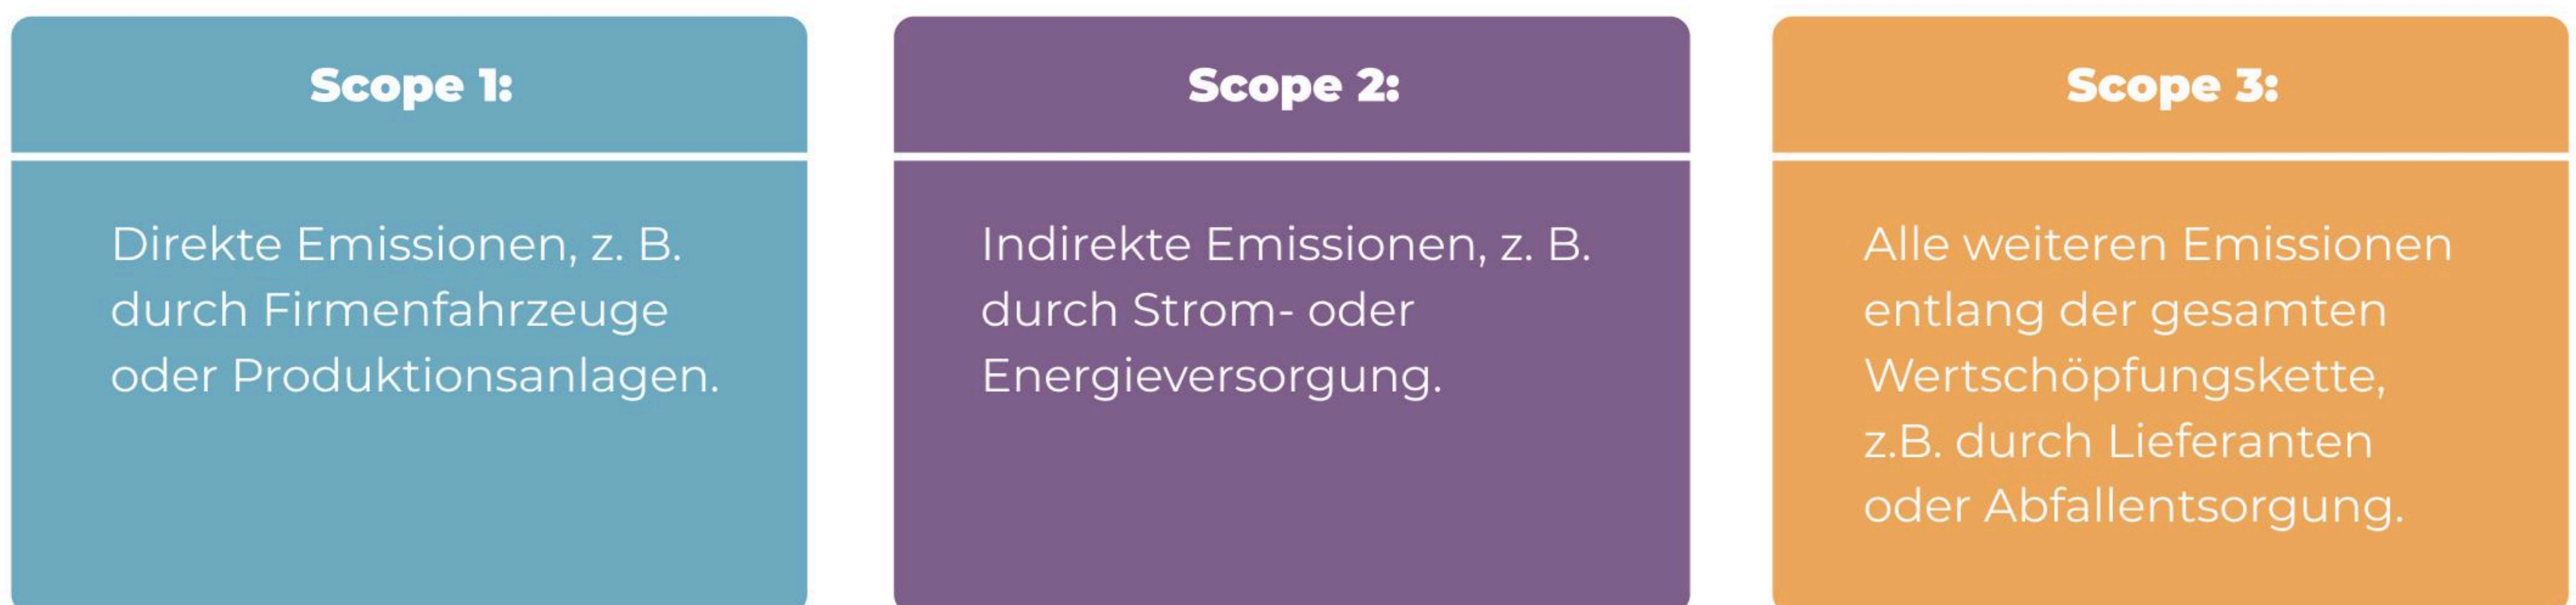 Scope 1:
Direkte Emissionen, z. B.
durch Firmenfahrzeuge
oder Produktionsanlagen.
Scope 2:
Indirekte Emissionen, z. B.
durch Strom- oder
Energieversorgung.
Scope 3:
Alle weiteren Emissionen
entlang der gesamten
Wertschöpfungskette,
z.B. durch Lieferanten
oder Abfallentsorgung.